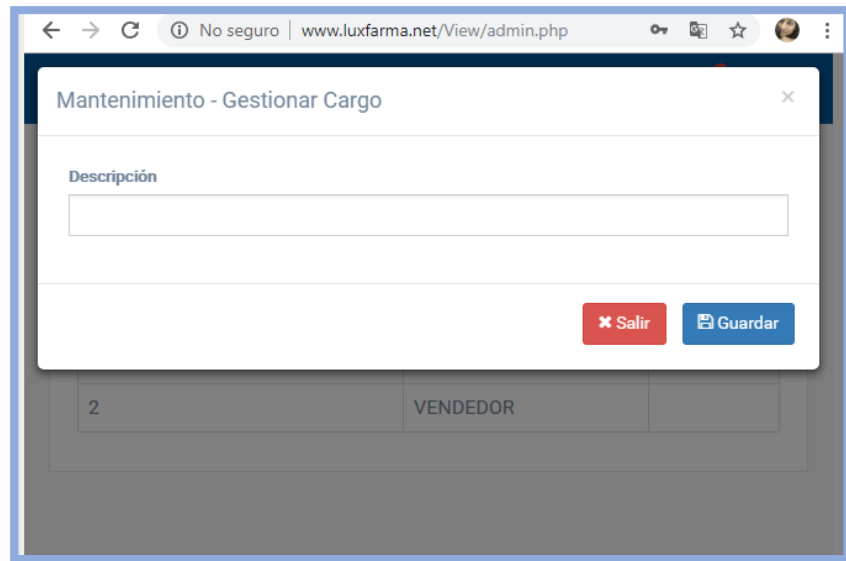 No seguro | www.luxfarma.net/View/admin.php
Mantenimiento - Gestionar Cargo ×
Descripción
Salir Guardar
2 VENDEDOR